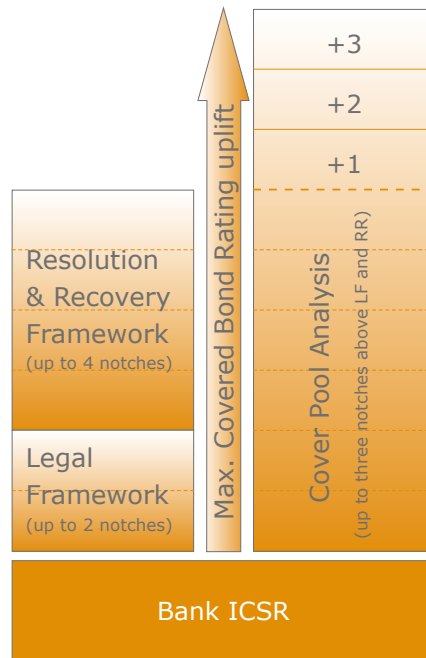 +3
+2
+1
Resolution
& Recovery
Framework
(up to 4 notches)
Legal
Framework
(up to 2 notches)
Max. Covered Bond Rating uplift
Cover Pool Analysis
(up to three notches above LF and RR)
Bank ICSR